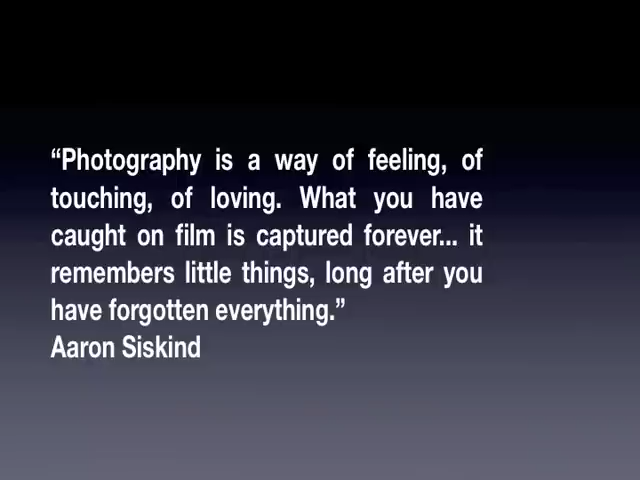 “Photography is a way of feeling, of
touching, of loving. What you have
caught on film is captured forever... it
remembers little things, long after you
have forgotten everything.”
Aaron Siskind